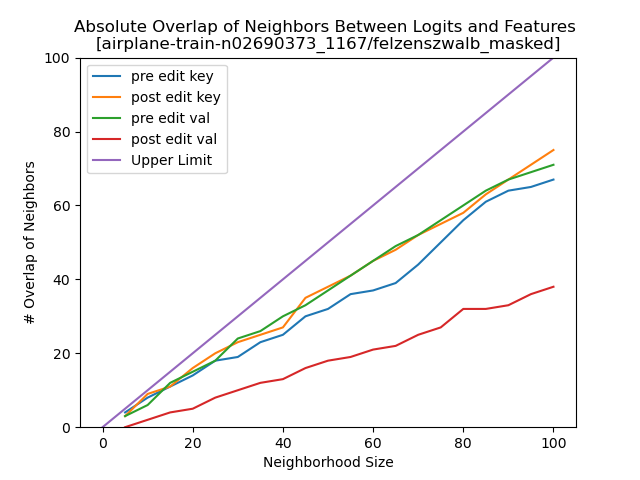 Absolute Overlap of Neighbors Between Logits and Features
[airplane-train-n02690373_1167/felzenszwalb_masked]
pre edit key
post edit key
pre edit val
post edit val
Upper Limit
# Overlap of Neighbors
100
80
60
40
20
0
0 20 40 60 80 100
Neighborhood Size